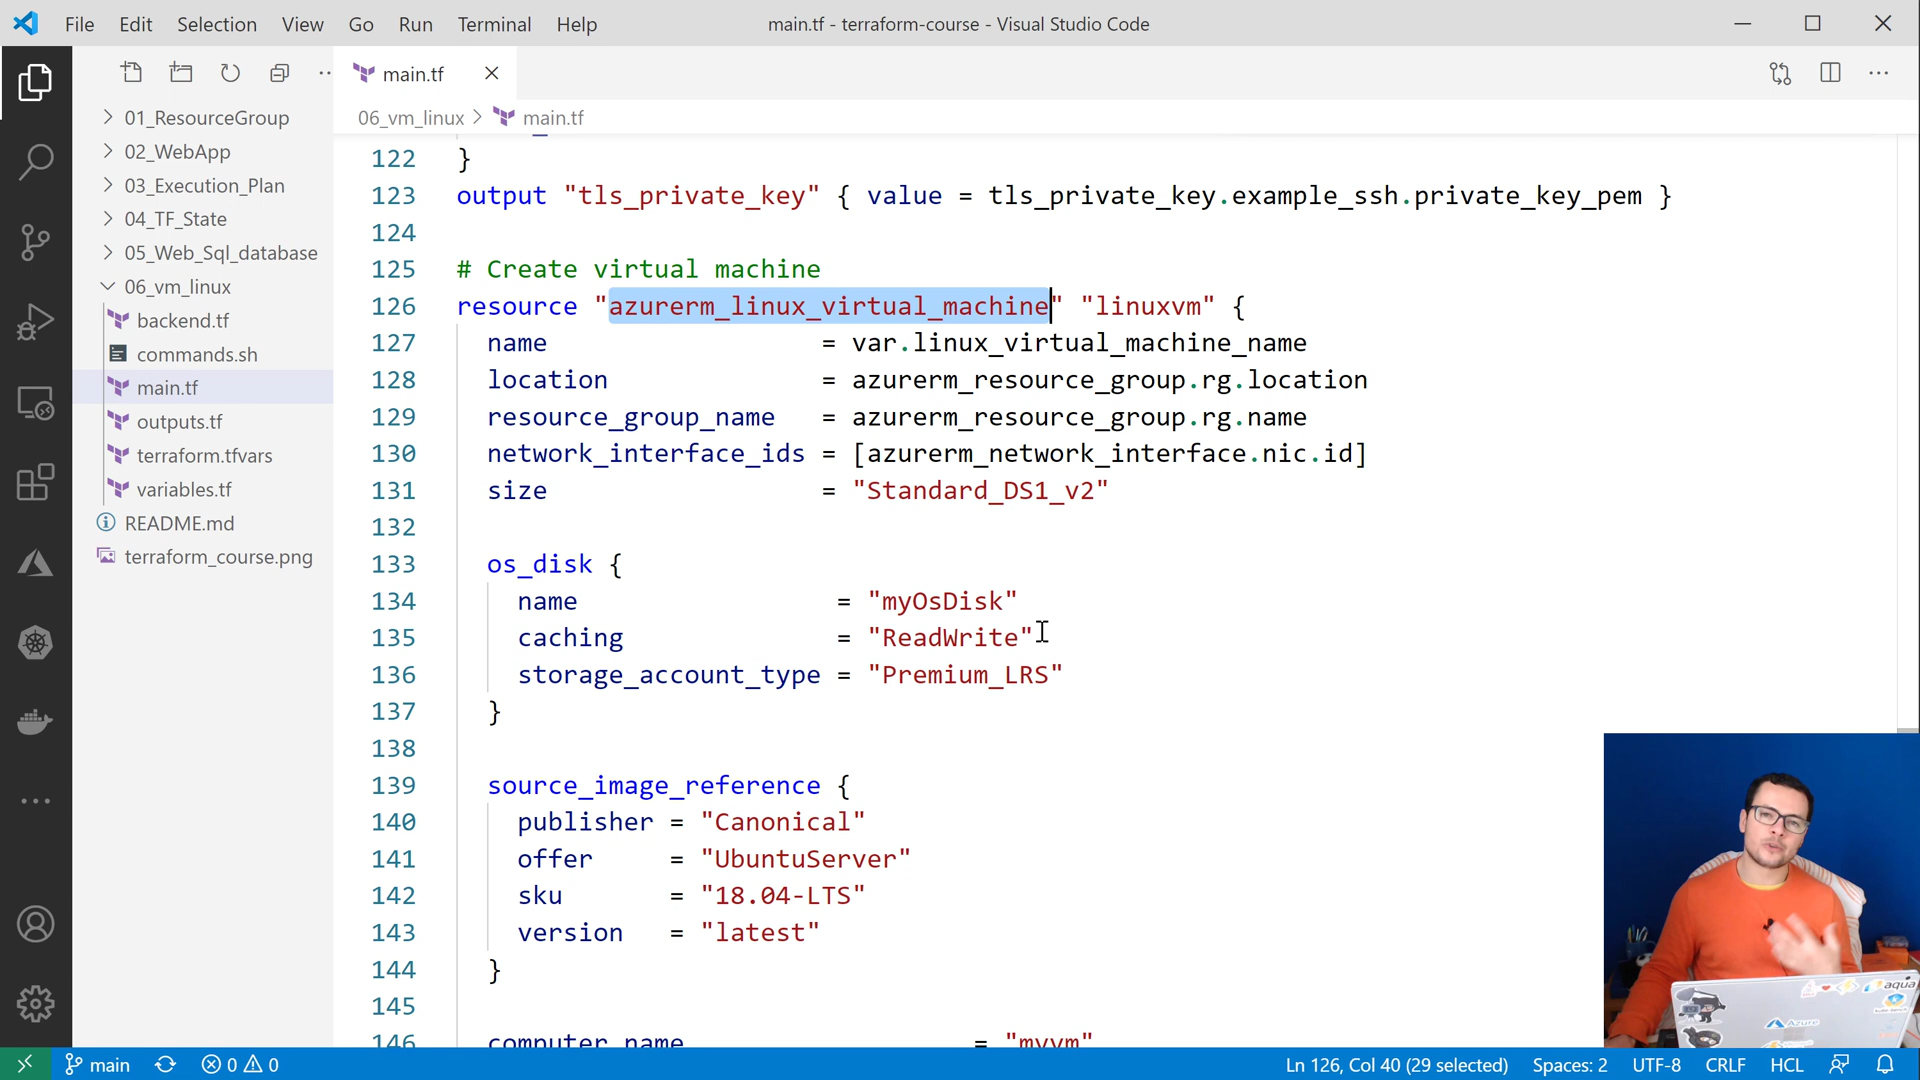 File Edit Selection View Go Run Terminal Help
main.tf - terraform-course - Visual Studio Code
main.tf
06_vm_linux > main.tf
01_ResourceGroup
02_WebApp
03_Execution_Plan
04_TF_State
05_Web_Sql_database
06_vm_linux
backend.tf
commands.sh
main.tf
outputs.tf
terraform.tfvars
variables.tf
README.md
terraform_course.png
122 }
123 output "tls_private_key" { value = tls_private_key.example_ssh.private_key_pem }
124
125 # Create virtual machine
126 resource "azurerm_linux_virtual_machine" "linuxvm" {
127 name = var.linux_virtual_machine_name
128 location = azurerm_resource_group.rg.location
129 resource_group_name = azurerm_resource_group.rg.name
130 network_interface_ids = [azurerm_network_interface.nic.id]
131 size = "Standard_DS1_v2"
132
133 os_disk {
134 name = "myOsDisk"
135 caching = "ReadWrite"
136 storage_account_type = "Premium_LRS"
137 }
138
139 source_image_reference {
140 publisher = "Canonical"
141 offer = "UbuntuServer"
142 sku = "18.04-LTS"
143 version = "latest"
144 }
145
146 computer_name = "myvm"
aqua
Azure
main
0 0
Ln 126, Col 40 (29 selected)
Spaces: 2
UTF-8
CRLF
HCL